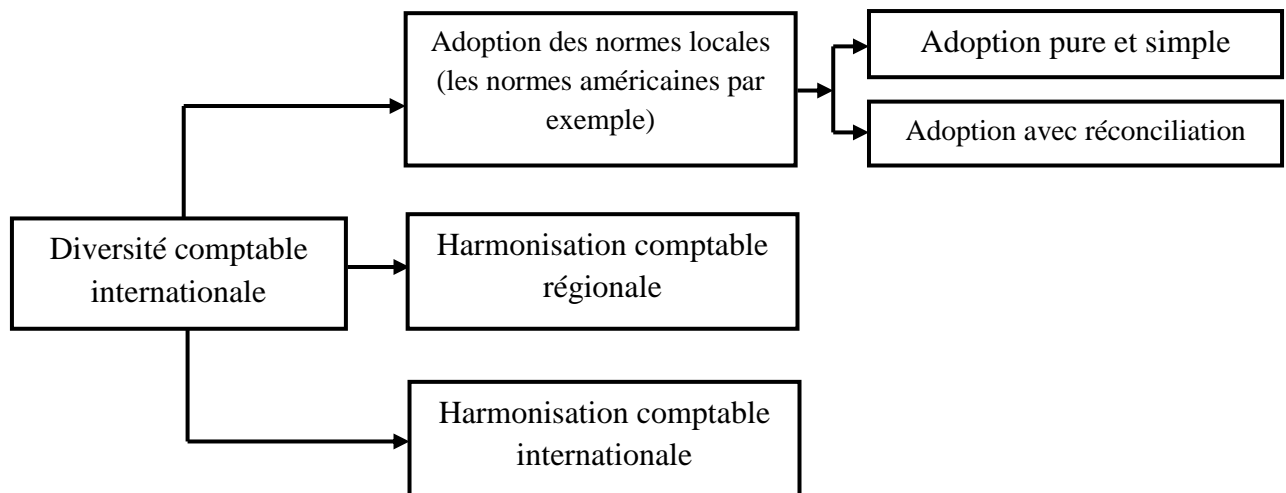 Adoption des normes locales
(les normes américaines par
exemple)
Adoption pure et simple
Adoption avec réconciliation
Diversité comptable
internationale
Harmonisation comptable
régionale
Harmonisation comptable
internationale